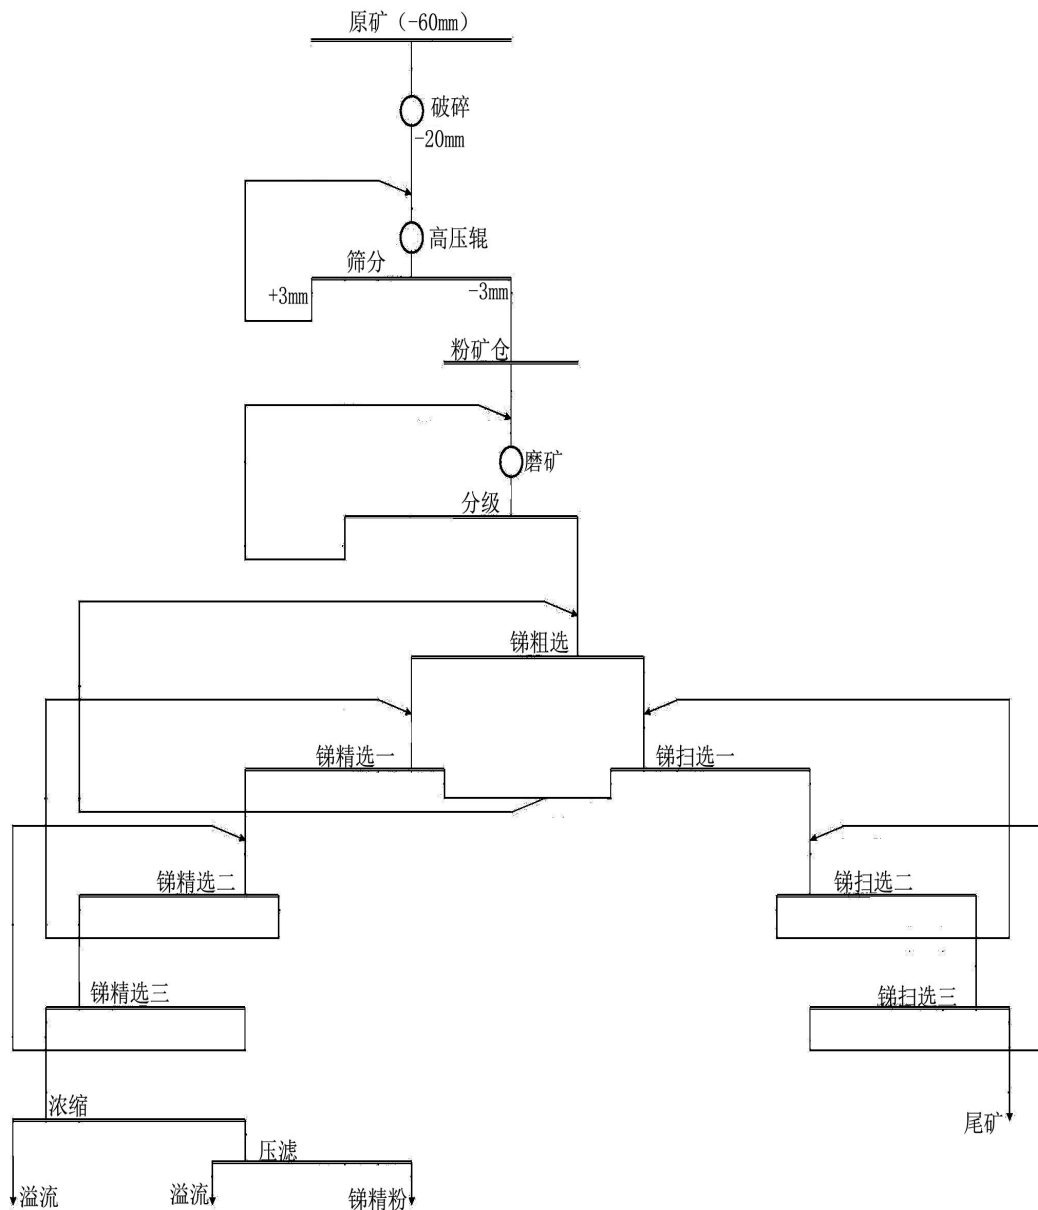 原矿（-60mm）
破碎
-20mm
高压辊
筛分
+3mm
-3mm
粉矿仓
磨矿
分级
锑粗选
锑精选一
锑扫选一
锑精选二
锑扫选二
锑精选三
锑扫选三
浓缩
尾矿
压滤
溢流
溢流
锑精粉